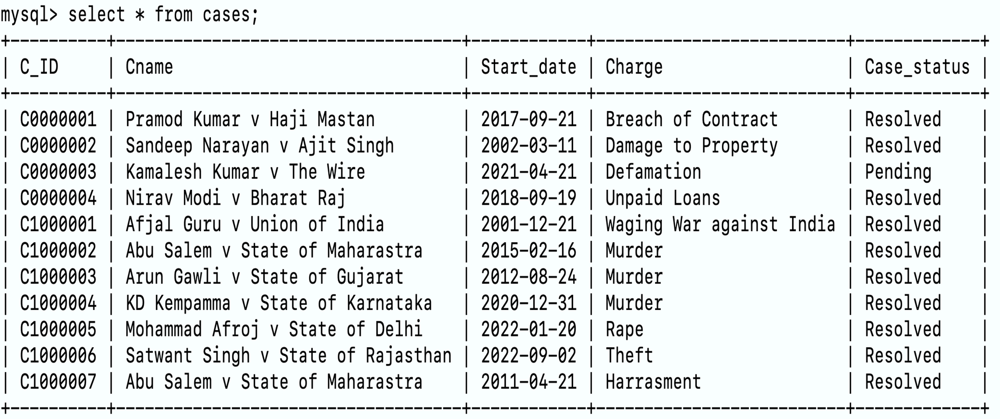 mysql> select * from cases;
+-----------+-------------------------------------+------------+--------------------------+-------------+
| C_ID      | Cname                               | Start_date | Charge                   | Case_status |
+-----------+-------------------------------------+------------+--------------------------+-------------+
| C0000001 | Pramod Kumar v Haji Mastan         | 2017-09-21 | Breach of Contract       | Resolved    |
| C0000002 | Sandeep Narayan v Ajit Singh       | 2002-03-11 | Damage to Property       | Resolved    |
| C0000003 | Kamalesh Kumar v The Wire          | 2021-04-21 | Defamation               | Pending     |
| C0000004 | Nirav Modi v Bharat Raj            | 2018-09-19 | Unpaid Loans             | Resolved    |
| C1000001 | Afjal Guru v Union of India        | 2001-12-21 | Waging War against India | Resolved    |
| C1000002 | Abu Salem v State of Maharastra    | 2015-02-16 | Murder                   | Resolved    |
| C1000003 | Arun Gawli v State of Gujarat      | 2012-08-24 | Murder                   | Resolved    |
| C1000004 | KD Kempamma v State of Karnataka   | 2020-12-31 | Murder                   | Resolved    |
| C1000005 | Mohammad Afroj v State of Delhi    | 2022-01-20 | Rape                     | Resolved    |
| C1000006 | Satwant Singh v State of Rajasthan | 2022-09-02 | Theft                    | Resolved    |
| C1000007 | Abu Salem v State of Maharastra    | 2011-04-21 | Harrasment               | Resolved    |
+-----------+-------------------------------------+------------+--------------------------+-------------+